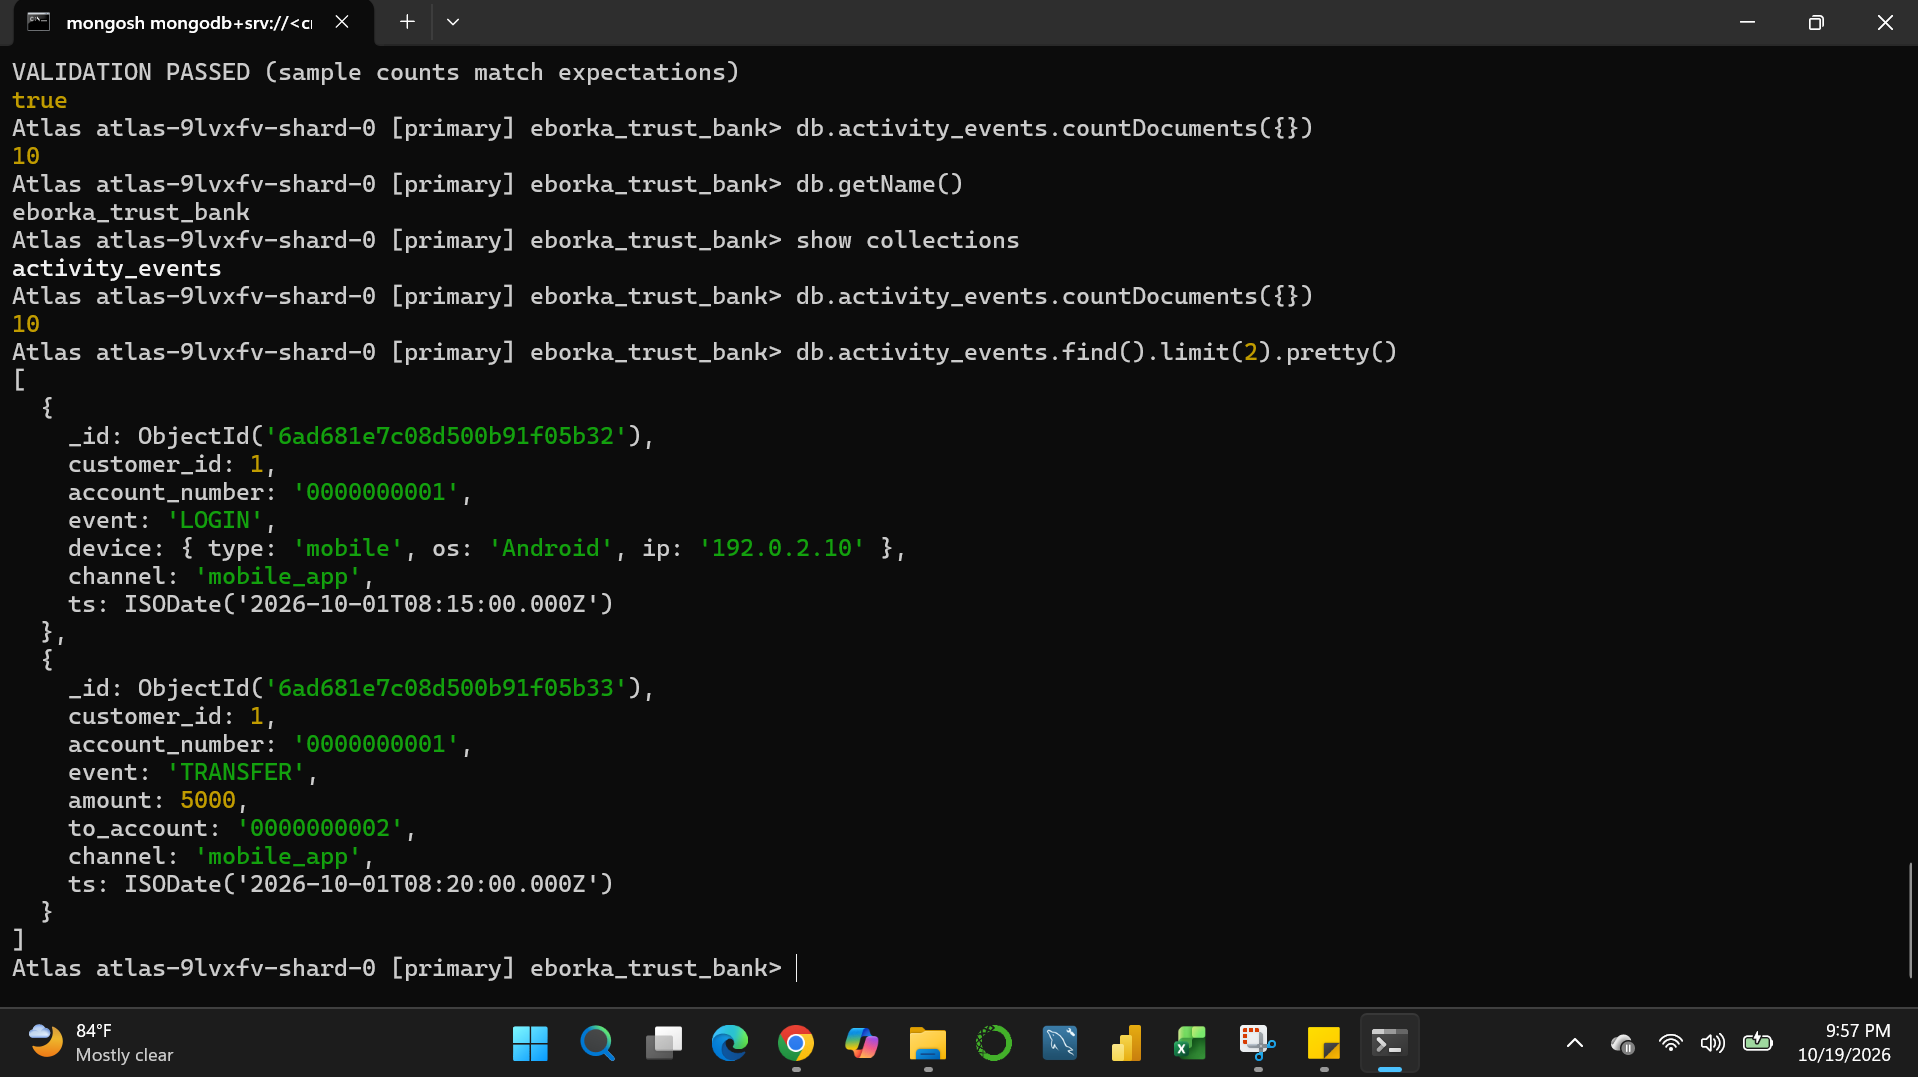 mongosh mongodb+srv://<cr
VALIDATION PASSED (sample counts match expectations)
true
Atlas atlas-9lvxfv-shard-0 [primary] eborka_trust_bank> db.activity_events.countDocuments({})
10
Atlas atlas-9lvxfv-shard-0 [primary] eborka_trust_bank> db.getName()
eborka_trust_bank
Atlas atlas-9lvxfv-shard-0 [primary] eborka_trust_bank> show collections
activity_events
Atlas atlas-9lvxfv-shard-0 [primary] eborka_trust_bank> db.activity_events.countDocuments({})
10
Atlas atlas-9lvxfv-shard-0 [primary] eborka_trust_bank> db.activity_events.find().limit(2).pretty()
[
  {
    _id: ObjectId('6ad681e7c08d500b91f05b32'),
    customer_id: 1,
    account_number: '0000000001',
    event: 'LOGIN',
    device: { type: 'mobile', os: 'Android', ip: '192.0.2.10' },
    channel: 'mobile_app',
    ts: ISODate('2026-10-01T08:15:00.000Z')
  },
  {
    _id: ObjectId('6ad681e7c08d500b91f05b33'),
    customer_id: 1,
    account_number: '0000000001',
    event: 'TRANSFER',
    amount: 5000,
    to_account: '0000000002',
    channel: 'mobile_app',
    ts: ISODate('2026-10-01T08:20:00.000Z')
  }
]
Atlas atlas-9lvxfv-shard-0 [primary] eborka_trust_bank>
84°F
Mostly clear
9:57 PM
10/19/2026